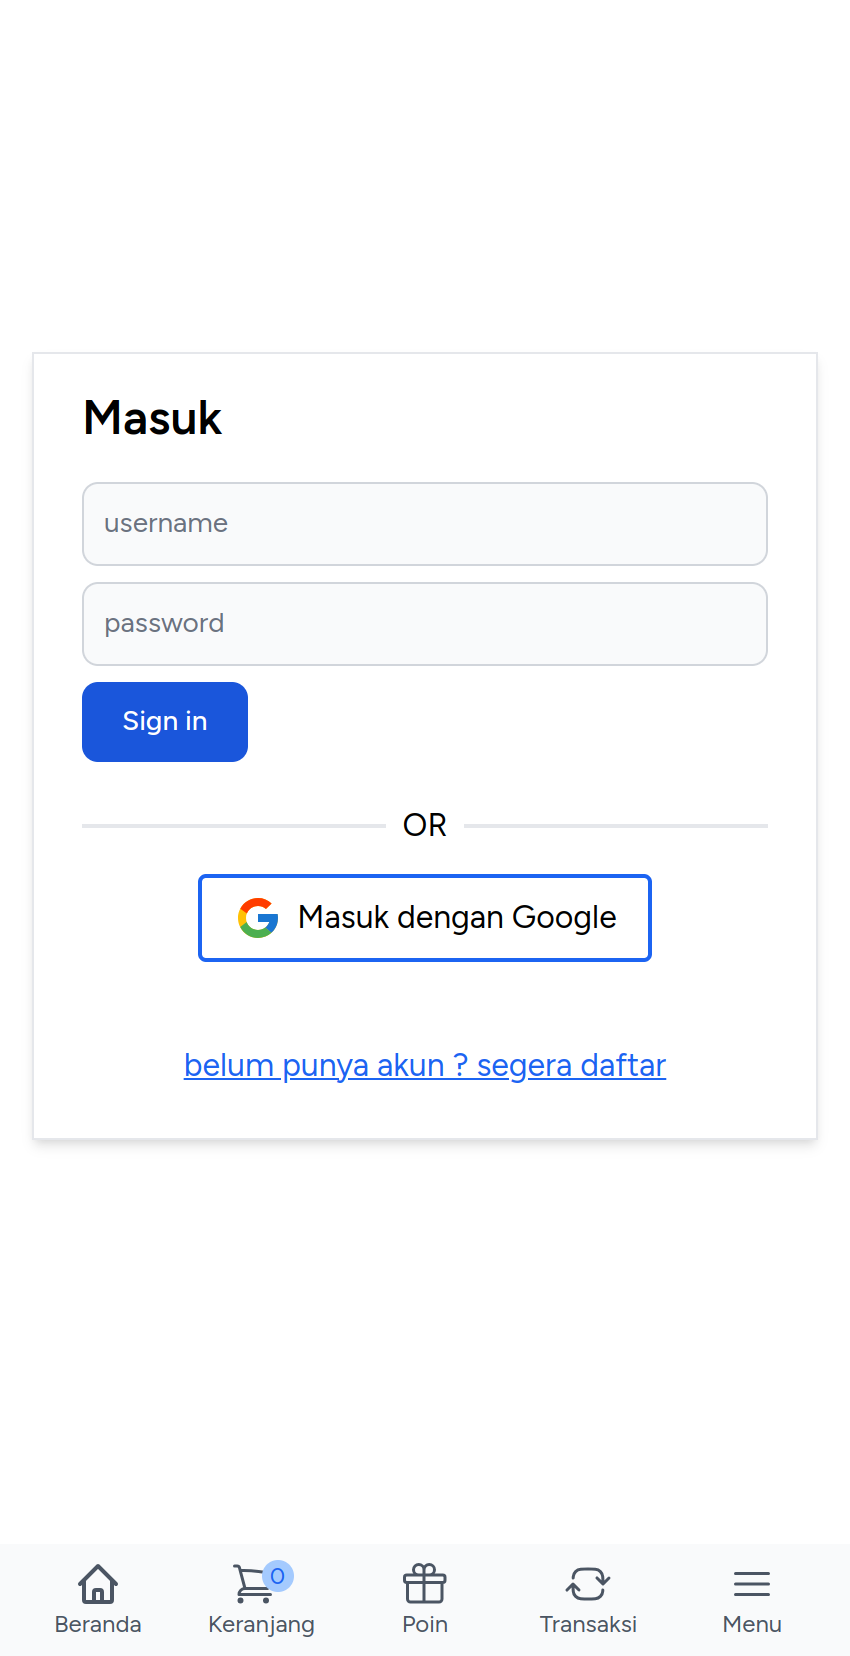 Masuk
username
password
Sign in
OR
Masuk dengan Google
belum punya akun ? segera daftar
0
Beranda
Keranjang
Poin
Transaksi
Menu